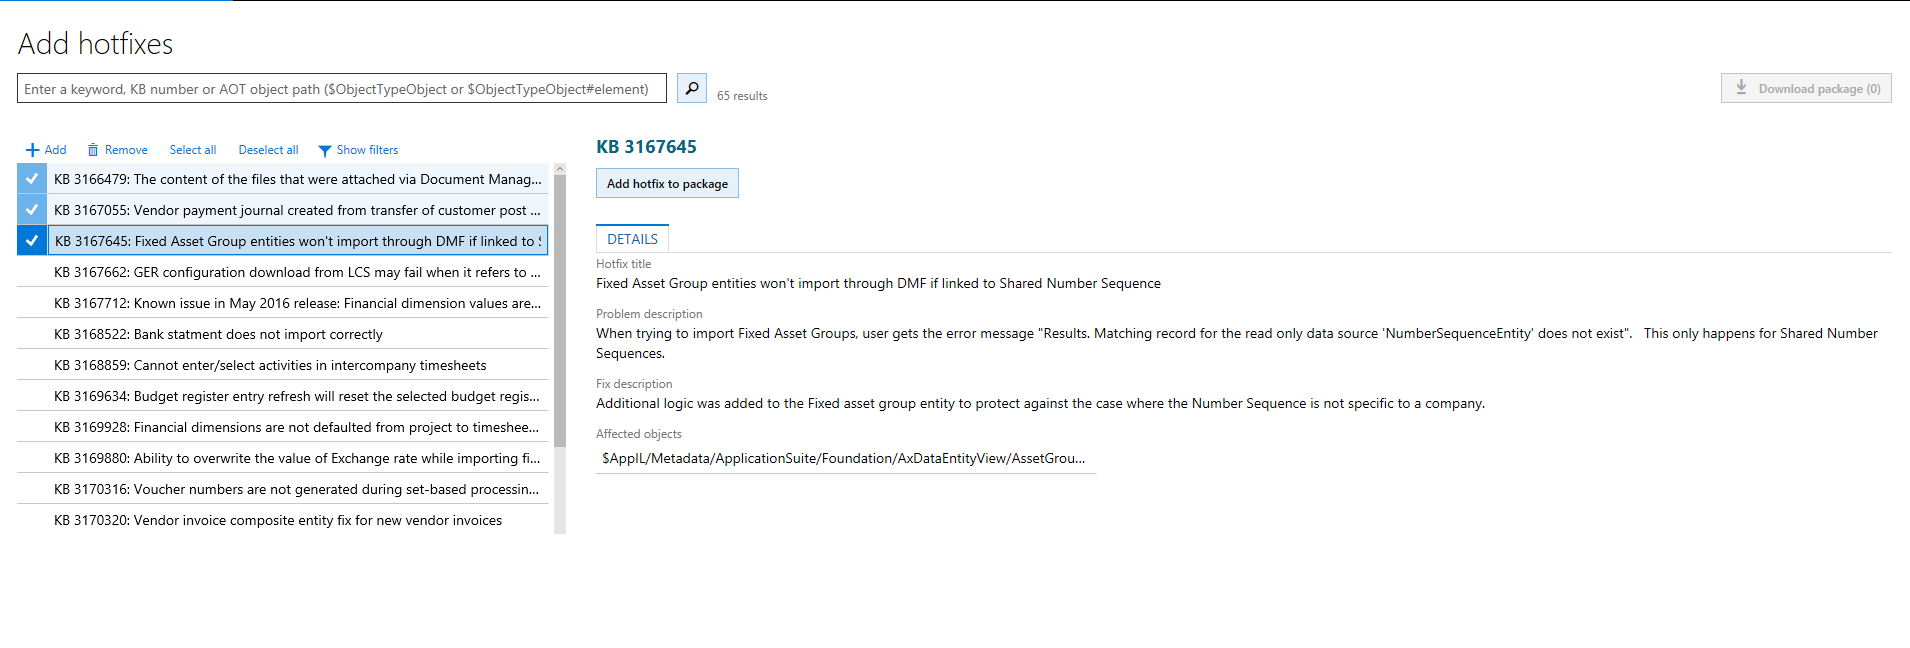 Add hotfixes
Enter a keyword, KB number or AOT object path ($ObjectTypeObject or $ObjectTypeObject#element)
65 results
Download package (0)
Add Remove Select all Deselect all Show filters
KB 3166479: The content of the files that were attached via Document Manag...
KB 3167055: Vendor payment journal created from transfer of customer post ...
KB 3167645: Fixed Asset Group entities won't import through DMF if linked to
KB 3167662: GER configuration download from LCS may fail when it refers to ...
KB 3167712: Known issue in May 2016 release: Financial dimension values are...
KB 3168522: Bank statment does not import correctly
KB 3168859: Cannot enter/select activities in intercompany timesheets
KB 3169634: Budget register entry refresh will reset the selected budget regis...
KB 3169928: Financial dimensions are not defaulted from project to timeshee...
KB 3169880: Ability to overwrite the value of Exchange rate while importing fi...
KB 3170316: Voucher numbers are not generated during set-based processin...
KB 3170320: Vendor invoice composite entity fix for new vendor invoices
KB 3167645
Add hotfix to package
DETAILS
Hotfix title
Fixed Asset Group entities won't import through DMF if linked to Shared Number Sequence
Problem description
When trying to import Fixed Asset Groups, user gets the error message "Results. Matching record for the read only data source 'NumberSequenceEntity' does not exist". This only happens for Shared Number
Sequences.
Fix description
Additional logic was added to the Fixed asset group entity to protect against the case where the Number Sequence is not specific to a company.
Affected objects
$AppIL/Metadata/ApplicationSuite/Foundation/AxDataEntityView/AssetGrou...